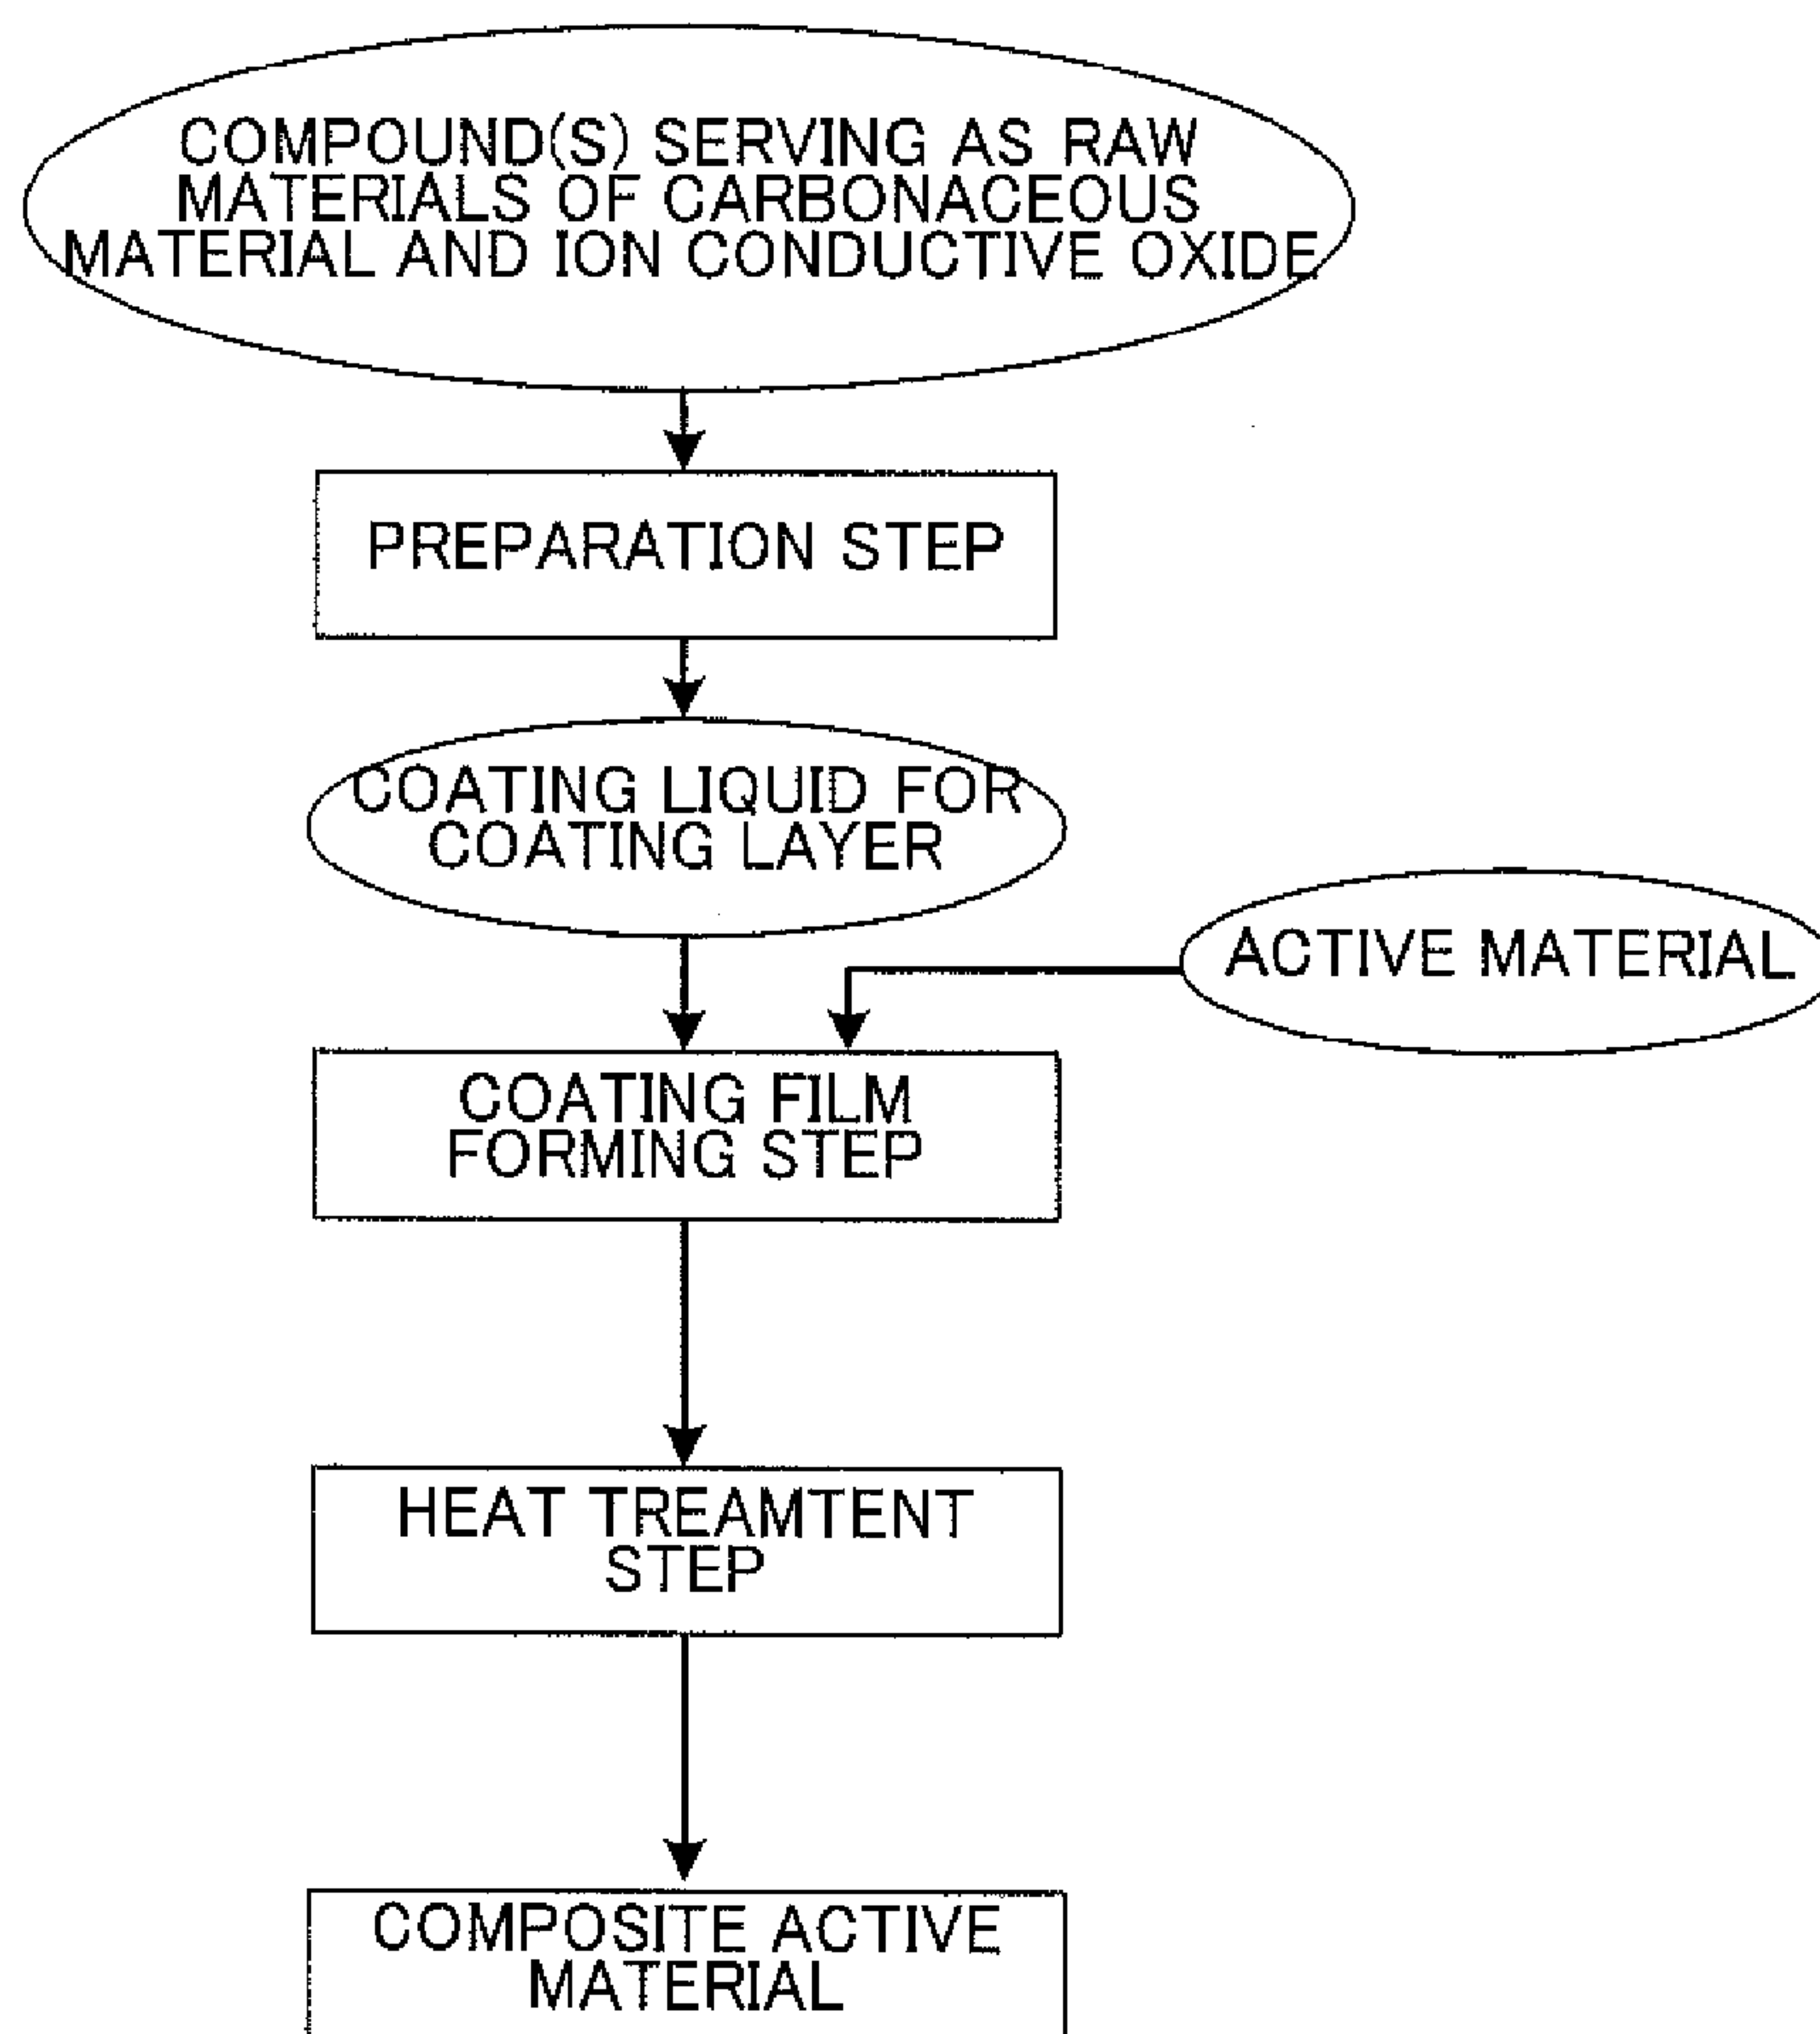 COMPOUND(S) SERVING AS RAW
MATERIALS OF CARBONACEOUS
MATERIAL AND ION CONDUCTIVE OXIDE
PREPARATION STEP
COATING LIQUID FOR
COATING LAYER
ACTIVE MATERIAL
COATING FILM
FORMING STEP
HEAT TREAMTENT
STEP
COMPOSITE ACTIVE
MATERIAL